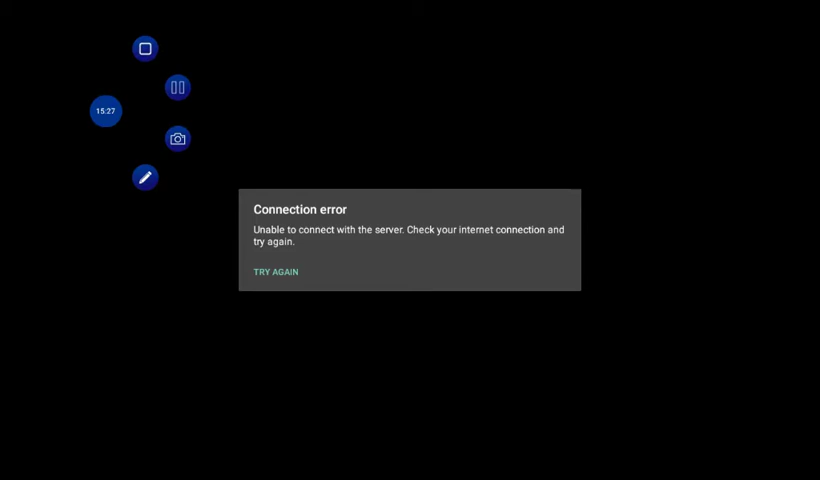 15:27
Connection error
Unable to connect with the server. Check your internet connection and
try again.
TRY AGAIN